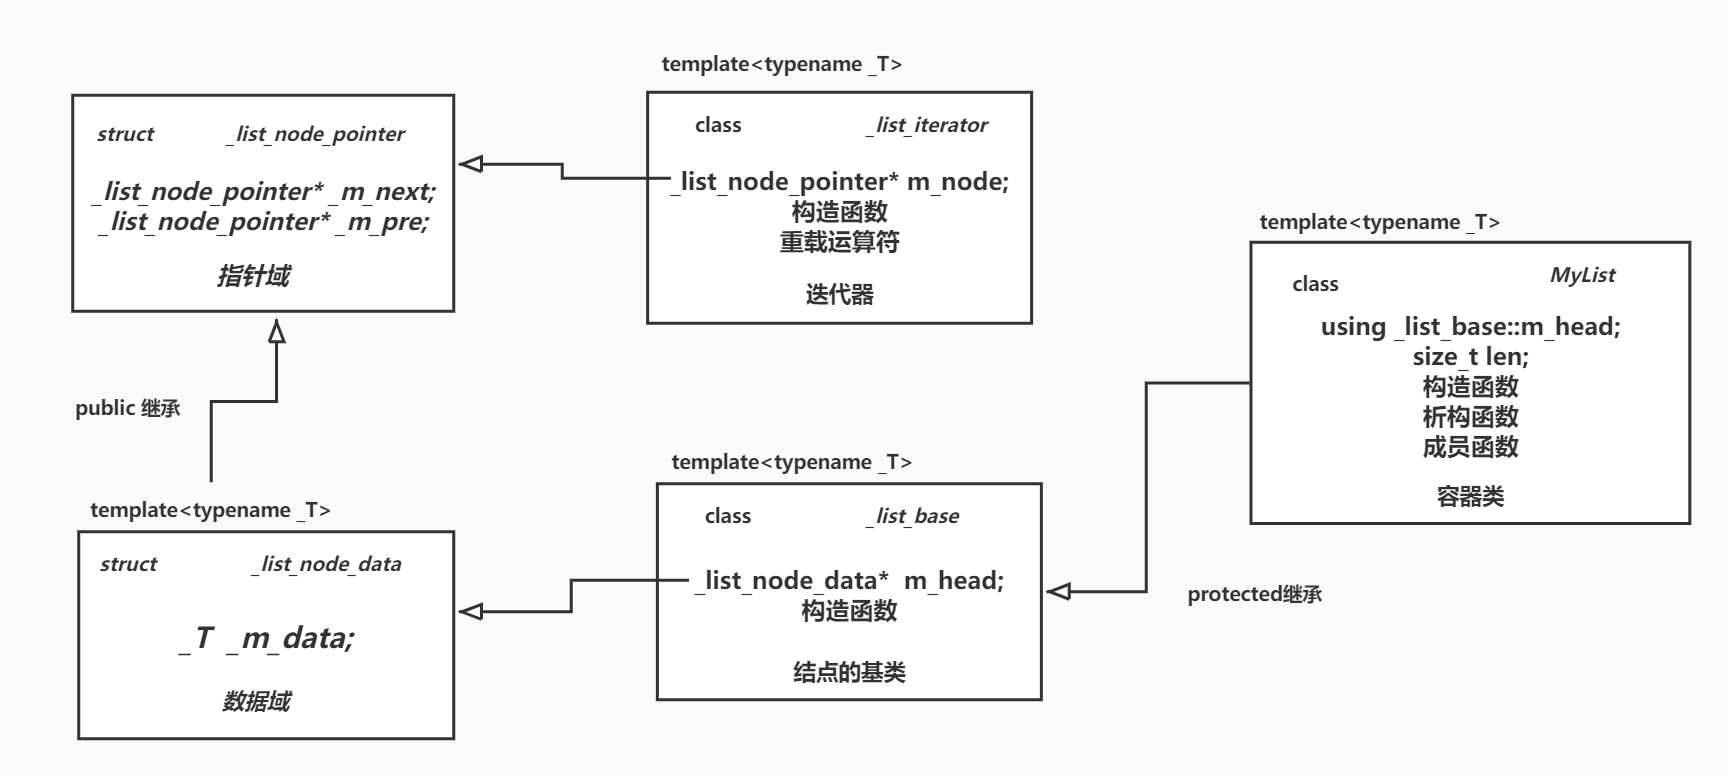 struct _list_node_pointer
_list_node_pointer* _m_next;
_list_node_pointer* _m_pre;
指针域
template<typename _T>
class _list_iterator
_list_node_pointer* m_node;
构造函数
重载运算符
迭代器
template<typename _T>
class MyList
using _list_base::m_head;
size_t len;
构造函数
析构函数
成员函数
容器类
public 继承
template<typename _T>
struct _list_node_data
_T _m_data;
数据域
template<typename _T>
class _list_base
_list_node_data* m_head;
构造函数
结点的基类
protected继承